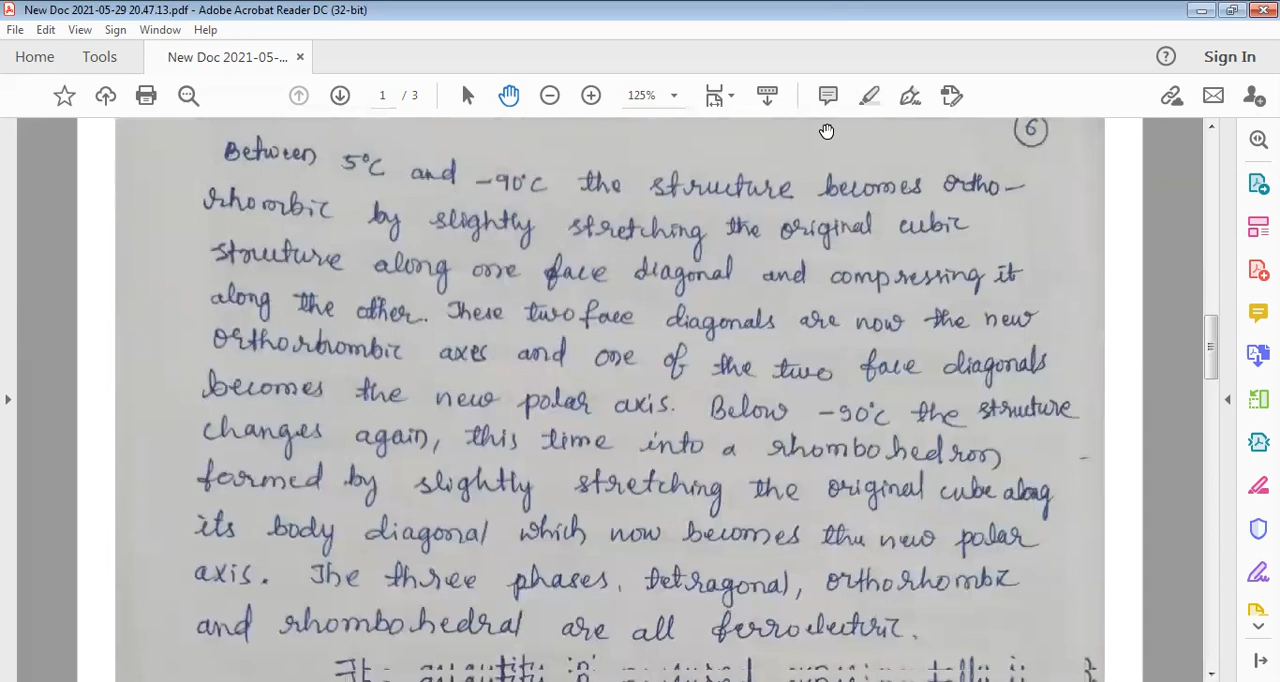 New Doc 2021-05-29 20.47.13.pdf - Adobe Acrobat Reader DC (32-bit)
File Edit View Sign Window Help
Home Tools New Doc 2021-05-... × Sign In
1 / 3 125%
6
Between 5°C and -90°C the structure becomes ortho-
rhombic by slightly stretching the original cubic
struture along one face diagonal and compressing it
along the other. These two face diagonals are now the new
orthorhombic axes and one of the two face diagonals
becomes the new polar axis. Below -90°C the struture
changes again, this time into a rhombohedron
formed by slightly stretching the original cube along
its body diagonal which now becomes the new polar
axis. The three phases, tetragonal, orthorhombic
and rhombohedral are all ferroelectric.